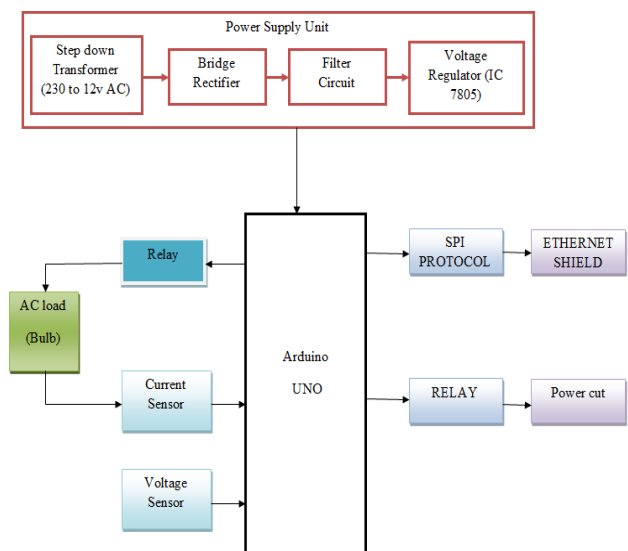 Power Supply Unit
Step down
Transformer
(230 to 12v AC)
Bridge
Rectifier
Filter
Circuit
Voltage
Regulator (IC
7805)
Relay
SPI
PROTOCOL
ETHERNET
SHIELD
AC load
(Bulb)
Arduino
UNO
Current
Sensor
RELAY
Power cut
Voltage
Sensor